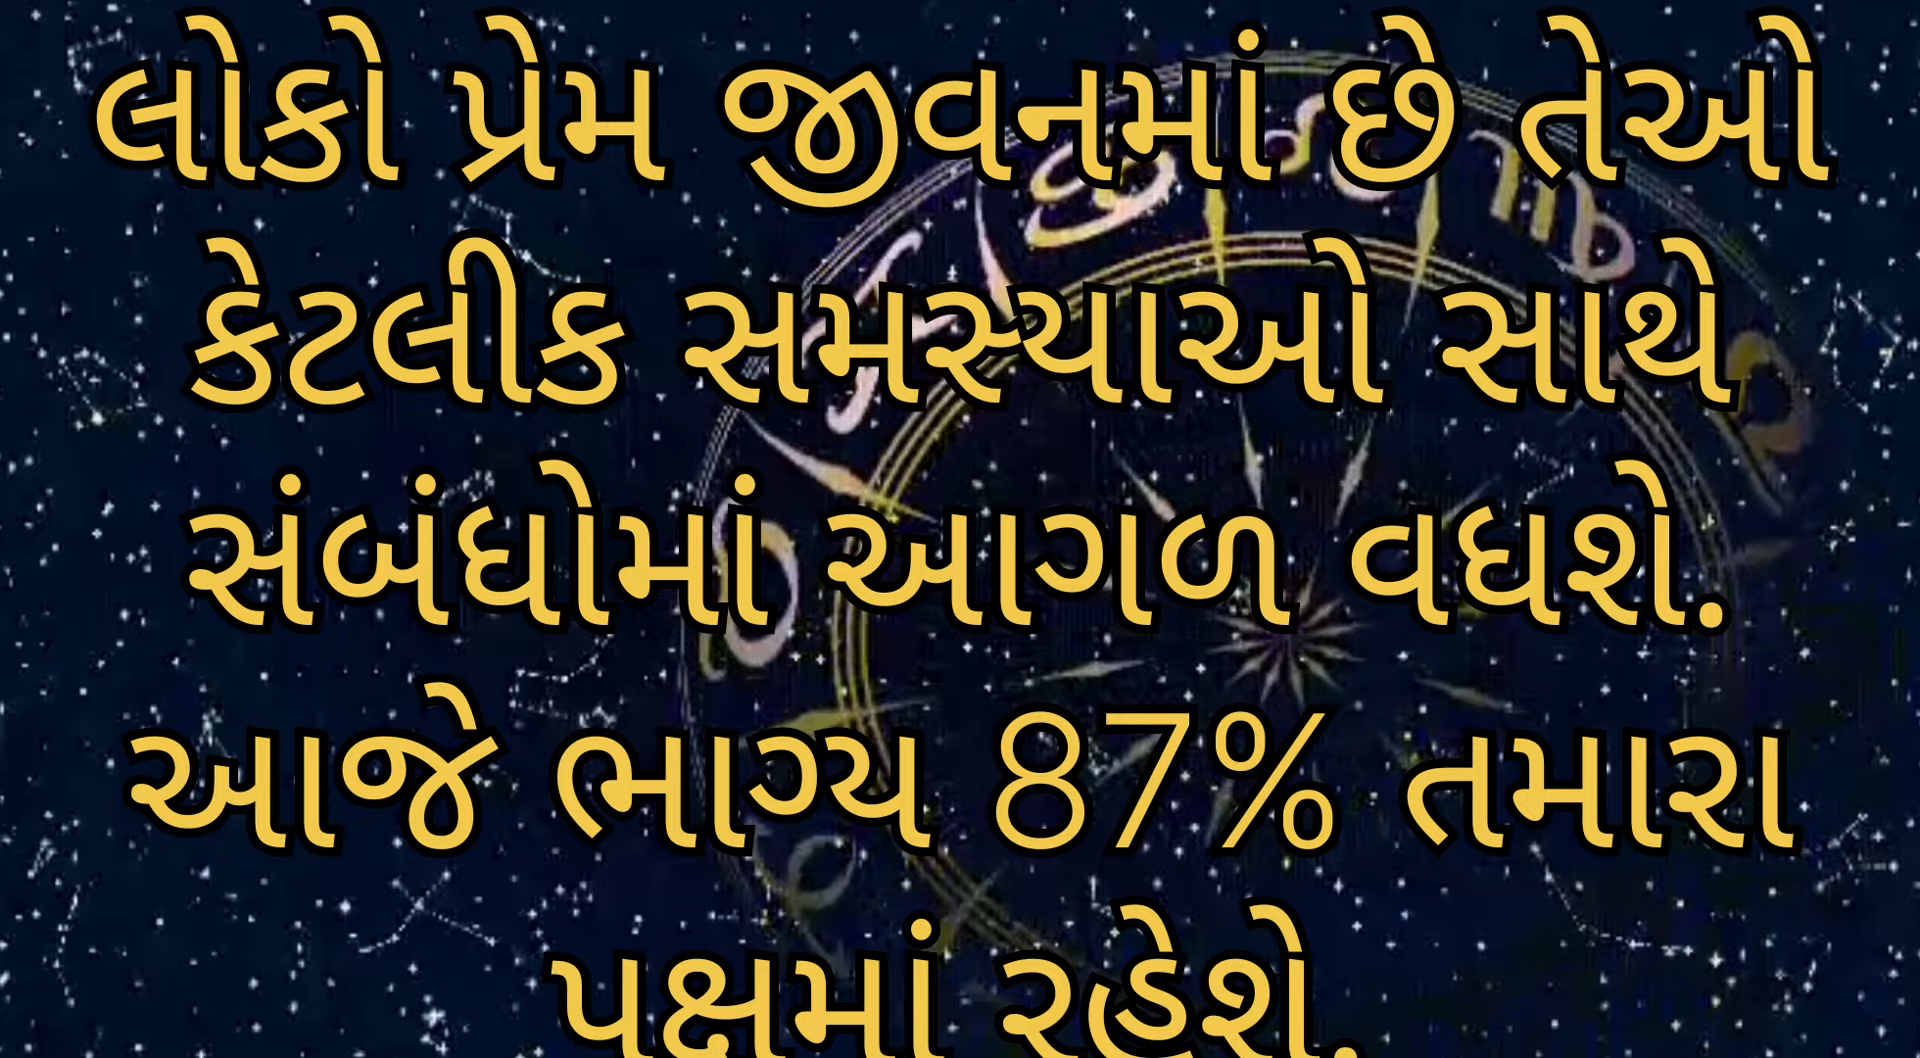 લોકો પ્રેમ જીવનમાં છે તેઓ
કેટલીક સમસ્યાઓ સાથે
સંબંધોમાં આગળ વધશે.
આજે ભાગ્ય 87% તમારા
પક્ષમાં રહેશે.